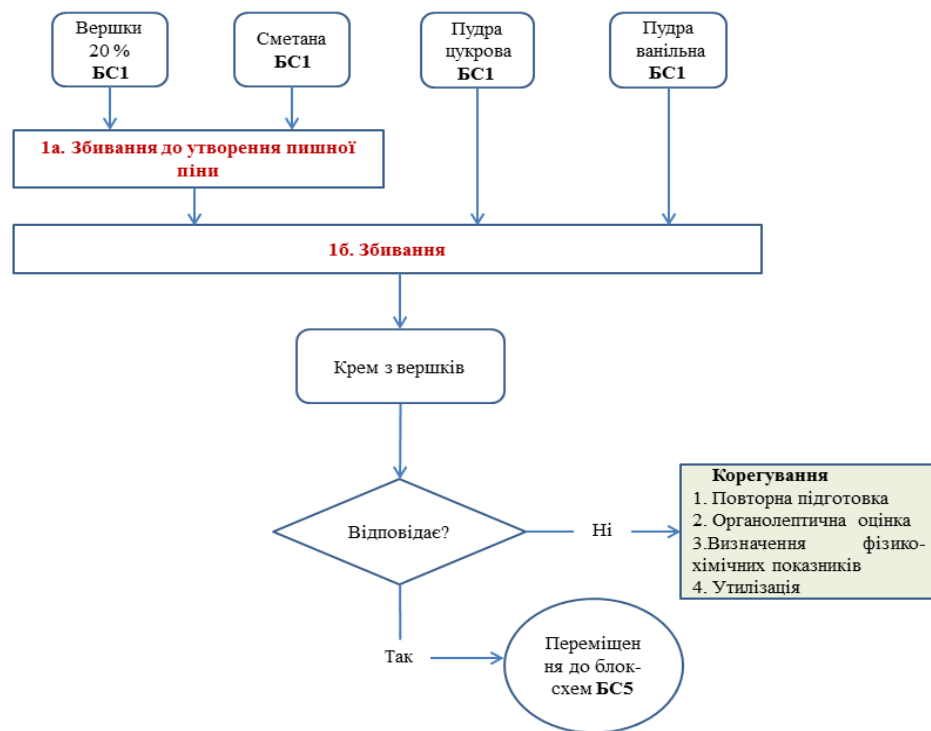 Вершки
20 %
БС1
Сметана
БС1
Пудра
цукрова
БС1
Пудра
ванільна
БС1
1а. Збивання до утворення пишної
піни
1б. Збивання
Крем з вершків
Відповідає?
Ні
Корегування
1. Повторна підготовка
2. Органолептична оцінка
3.Визначення фізико-
хімічних показників
4. Утилізація
Так
Переміщен
ня до блок-
схем БС5